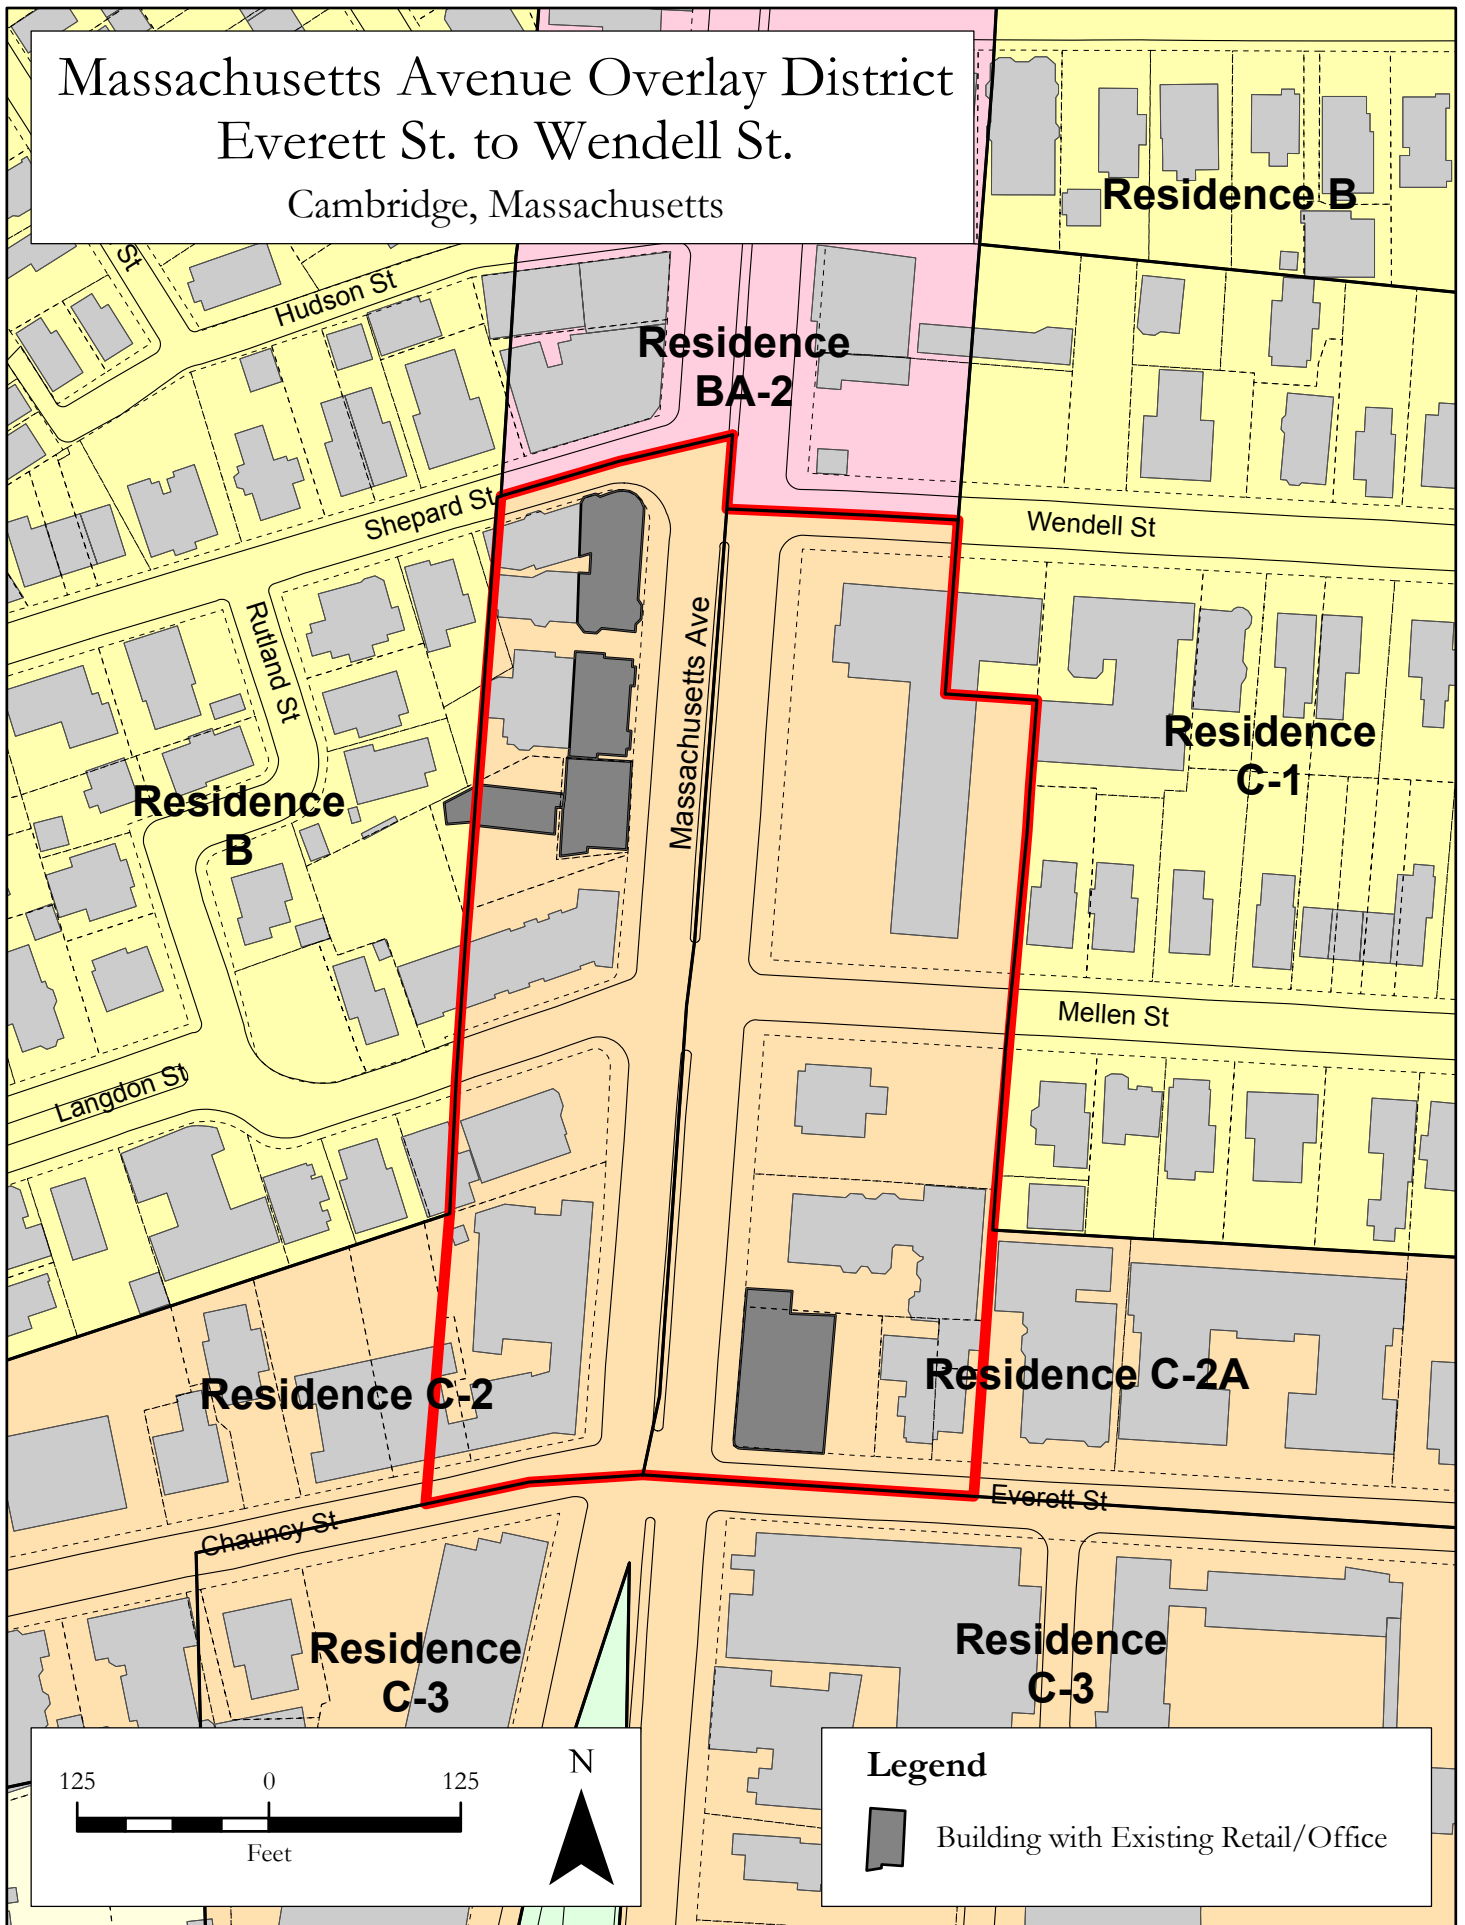 Massachusetts Avenue Overlay District
Everett St. to Wendell St.
Cambridge, Massachusetts
Residence B
St
Hudson St
Residence
BA-2
Shepard St
Wendell St
Rutland St
Massachusetts Ave
Residence
C-1
Residence
B
Mellen St
Langdon St
Residence C-2
Residence C-2A
Everett St
Chauncy St
Residence
C-3
Residence
C-3
125 0 125
Feet
N
Legend
Building with Existing Retail/Office